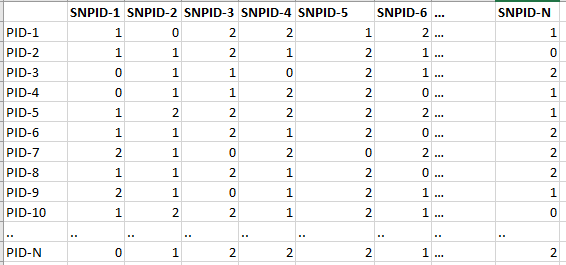 SNPID-1 SNPID-2 SNPID-3 SNPID-4 SNPID-5 SNPID-6 ... SNPID-N
PID-1 1 0 2 2 1 2 ... 1
PID-2 1 1 2 1 2 1 ... 0
PID-3 0 1 1 0 2 1 ... 2
PID-4 0 1 1 2 2 0 ... 1
PID-5 1 2 2 2 2 2 ... 1
PID-6 1 1 2 1 2 0 ... 2
PID-7 2 1 0 2 0 2 ... 2
PID-8 1 1 2 1 2 0 ... 2
PID-9 2 1 0 1 2 1 ... 1
PID-10 1 2 2 1 2 1 ... 0
.. .. .. .. .. .. .. ..
PID-N 0 1 2 2 2 1 ... 2